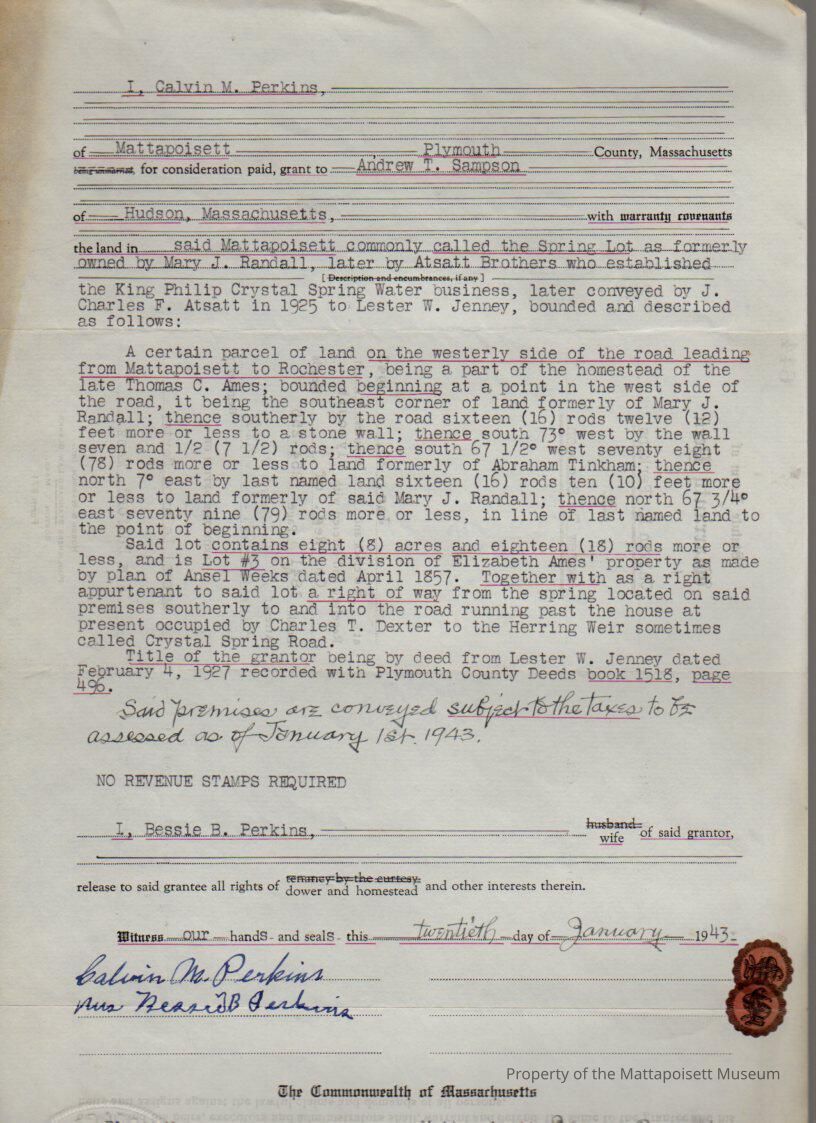 I, Calvin M. Perkins,
of Mattapoisett, Plymouth County, Massachusetts
being unmarried, for consideration paid, grant to Andrew T. Sampson
of Hudson, Massachusetts, with warranty covenants
the land in said Mattapoisett commonly called the Spring Lot as formerly
owned by Mary J. Randall, later by Atsatt Brothers who established
[Description and encumbrances, if any]
the King Philip Crystal Spring Water business, later conveyed by J.
Charles F. Atsatt in 1925 to Lester W. Jenney, bounded and described
as follows:
A certain parcel of land on the westerly side of the road leading
from Mattapoisett to Rochester, being a part of the homestead of the
late Thomas C. Ames; bounded beginning at a point in the west side of
the road, it being the southeast corner of land formerly of Mary J.
Randall; thence southerly by the road sixteen (16) rods twelve (12)
feet more or less to a stone wall; thence south 73° west by the wall
seven and 1/2 (7 1/2) rods; thence south 67 1/2° west seventy eight
(78) rods more or less to land formerly of Abraham Tinkham; thence
north 7° east by last named land sixteen (16) rods ten (10) feet more
or less to land formerly of said Mary J. Randall; thence north 67 3/4°
east seventy nine (79) rods more or less, in line of last named land to
the point of beginning.
Said lot contains eight (8) acres and eighteen (18) rods more or
less, and is Lot #3 on the division of Elizabeth Ames' property as made
by plan of Ansel Weeks dated April 1857. Together with as a right
appurtenant to said lot a right of way from the spring located on said
premises southerly to and into the road running past the house at
present occupied by Charles T. Dexter to the Herring Weir sometimes
called Crystal Spring Road.
Title of the grantor being by deed from Lester W. Jenney dated
February 4, 1927 recorded with Plymouth County Deeds book 1518, page
496.
Said premises are conveyed subject to the taxes to be
assessed as of January 1st. 1943.
NO REVENUE STAMPS REQUIRED
I, Bessie B. Perkins, husband wife of said grantor,
release to said grantee all rights of tenancy by the curtesy dower and homestead and other interests therein.
Witness our hands and seals this twentieth day of January 1943
Calvin M. Perkins
Mrs Bessie B Perkins
Property of the Mattapoisett Museum
The Commonwealth of Massachusetts